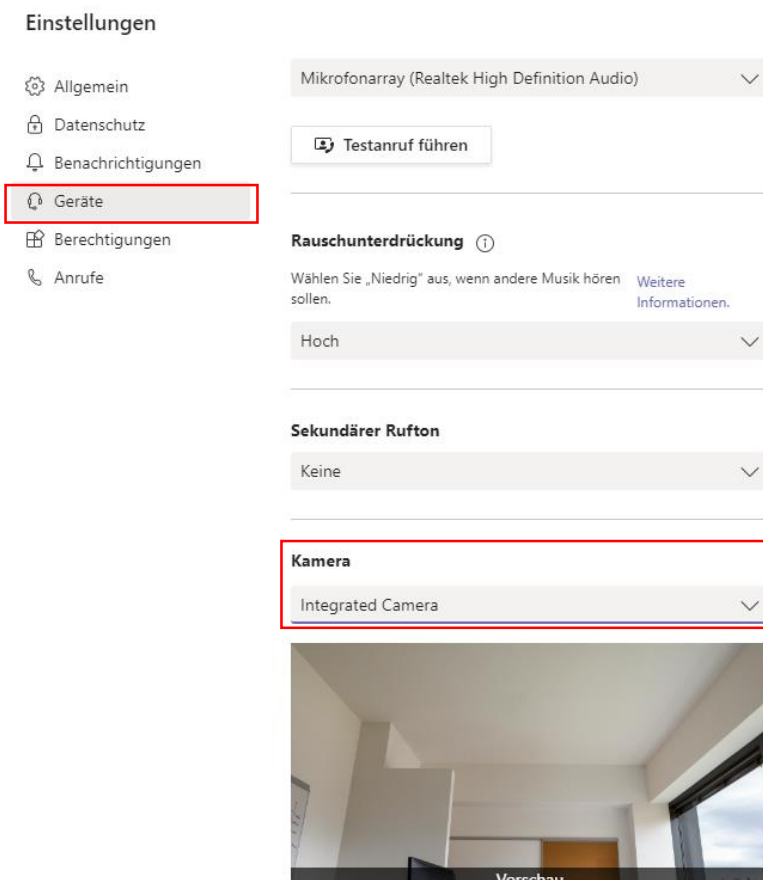 Einstellungen
Allgemein
Datenschutz
Benachrichtigungen
Geräte
Berechtigungen
Anrufe
Mikrofonarray (Realtek High Definition Audio)
Testanruf führen
Rauschunterdrückung
Wählen Sie „Niedrig" aus, wenn andere Musik hören
sollen.
Weitere
Informationen.
Hoch
Sekundärer Rufton
Keine
Kamera
Integrated Camera
Vorschau